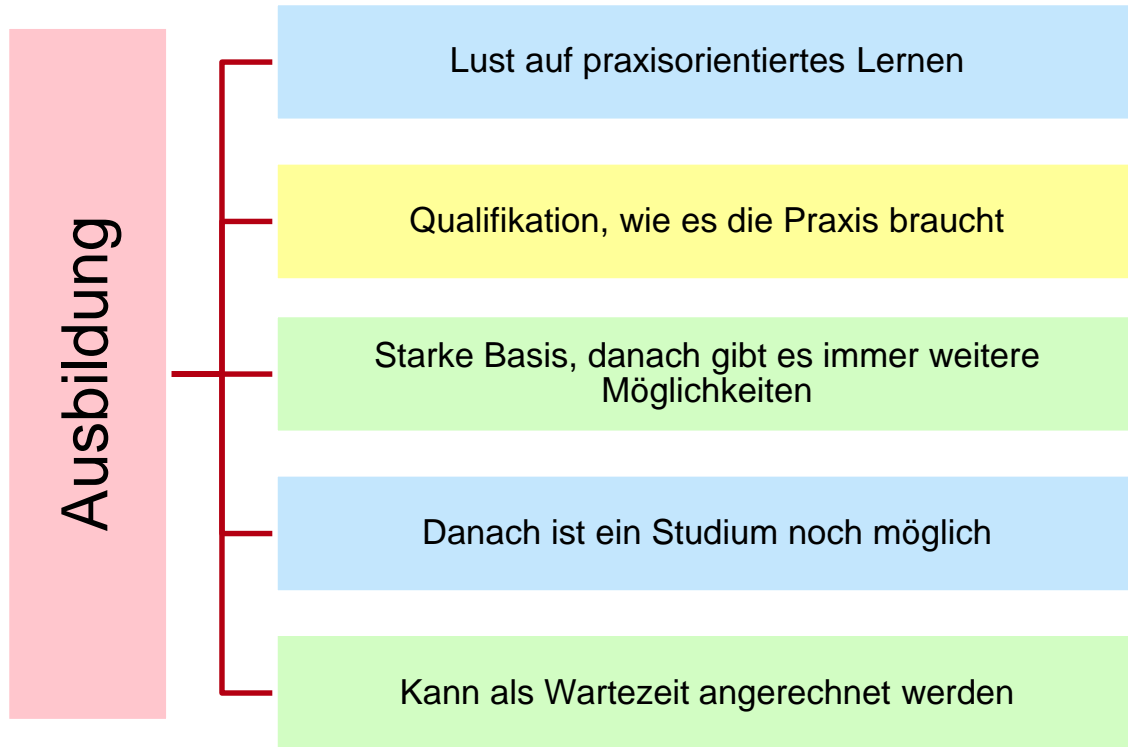 Ausbildung
Lust auf praxisorientiertes Lernen
Qualifikation, wie es die Praxis braucht
Starke Basis, danach gibt es immer weitere
Möglichkeiten
Danach ist ein Studium noch möglich
Kann als Wartezeit angerechnet werden